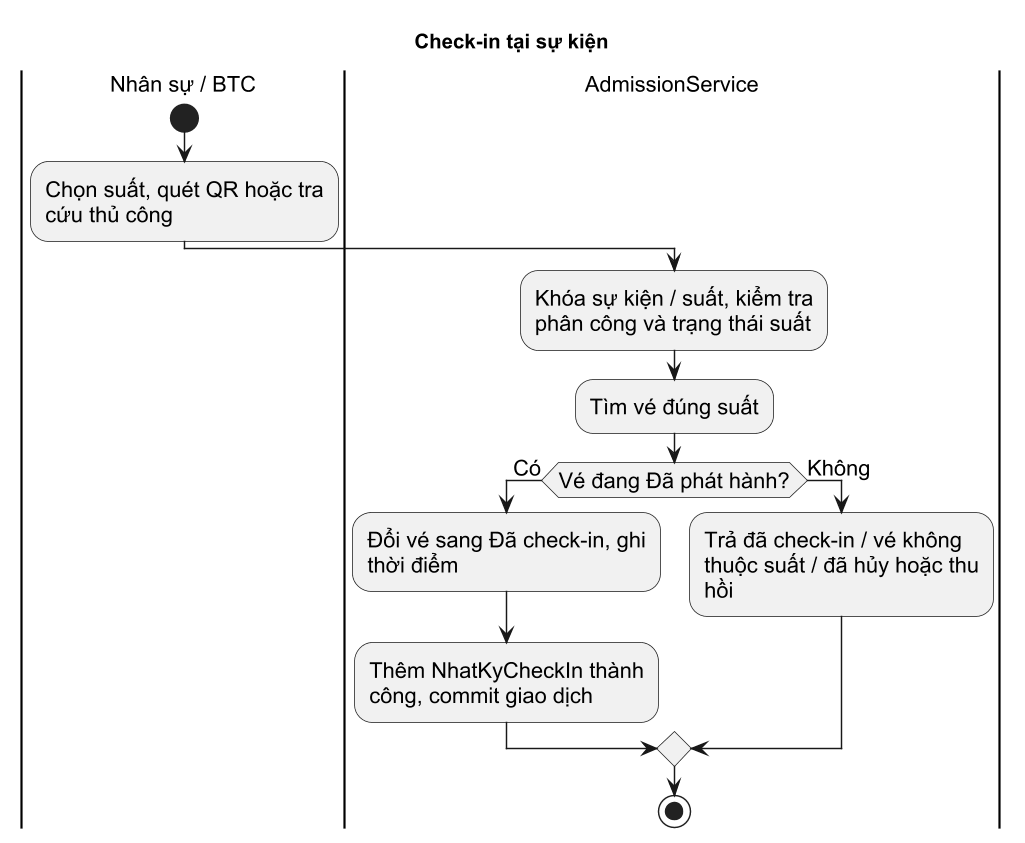 Check-in tại sự kiện
Nhân sự / BTC
AdmissionService
Chọn suất, quét QR hoặc tra
cứu thủ công
Khóa sự kiện / suất, kiểm tra
phân công và trạng thái suất
Tìm vé đúng suất
Có
Vé đang Đã phát hành?
Không
Đổi vé sang Đã check-in, ghi
thời điểm
Trả đã check-in / vé không
thuộc suất / đã hủy hoặc thu
hồi
Thêm NhatKyCheckIn thành
công, commit giao dịch